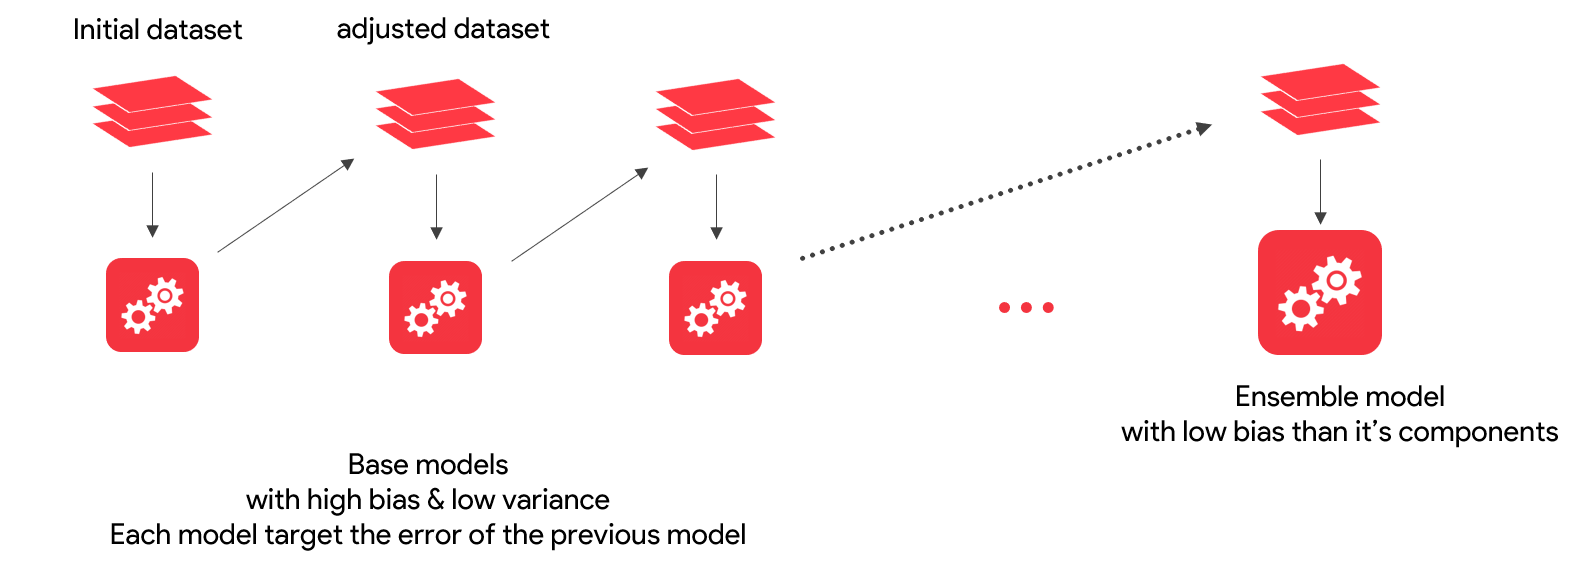 Initial dataset
adjusted dataset
Ensemble model
with low bias than it's components
Base models
with high bias & low variance
Each model target the error of the previous model